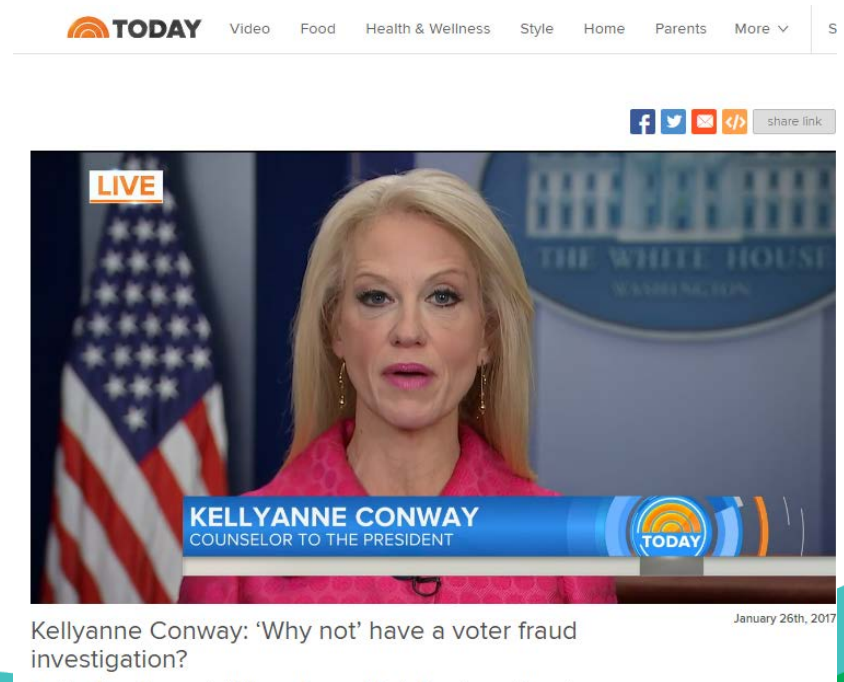 TODAY Video Food Health & Wellness Style Home Parents More S
share link
LIVE
THE WHITE HOUSE
WASHINGTON
KELLYANNE CONWAY
COUNSELOR TO THE PRESIDENT
TODAY
Kellyanne Conway: ‘Why not’ have a voter fraud
investigation?
January 26th, 2017